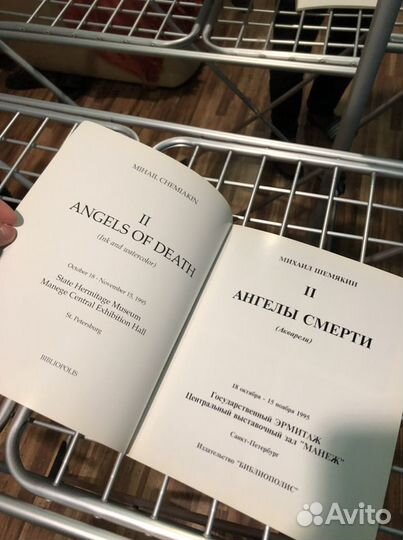 MIHAIL CHEMIAKIN
II
ANGELS OF DEATH
(Ink and watercolor)
October 18 - November 15, 1995
State Hermitage Museum
Manege Central Exhibition Hall
St. Petersburg
BIBLIOPOLIS
МИХАИЛ ШЕМЯКИН
II
АНГЕЛЫ СМЕРТИ
(Акварели)
18 октября - 15 ноября 1995
Государственный ЭРМИТАЖ
Центральный выставочный зал "МАНЕЖ"
Санкт-Петербург
Издательство "БИБЛИОПОЛИС"
Avito